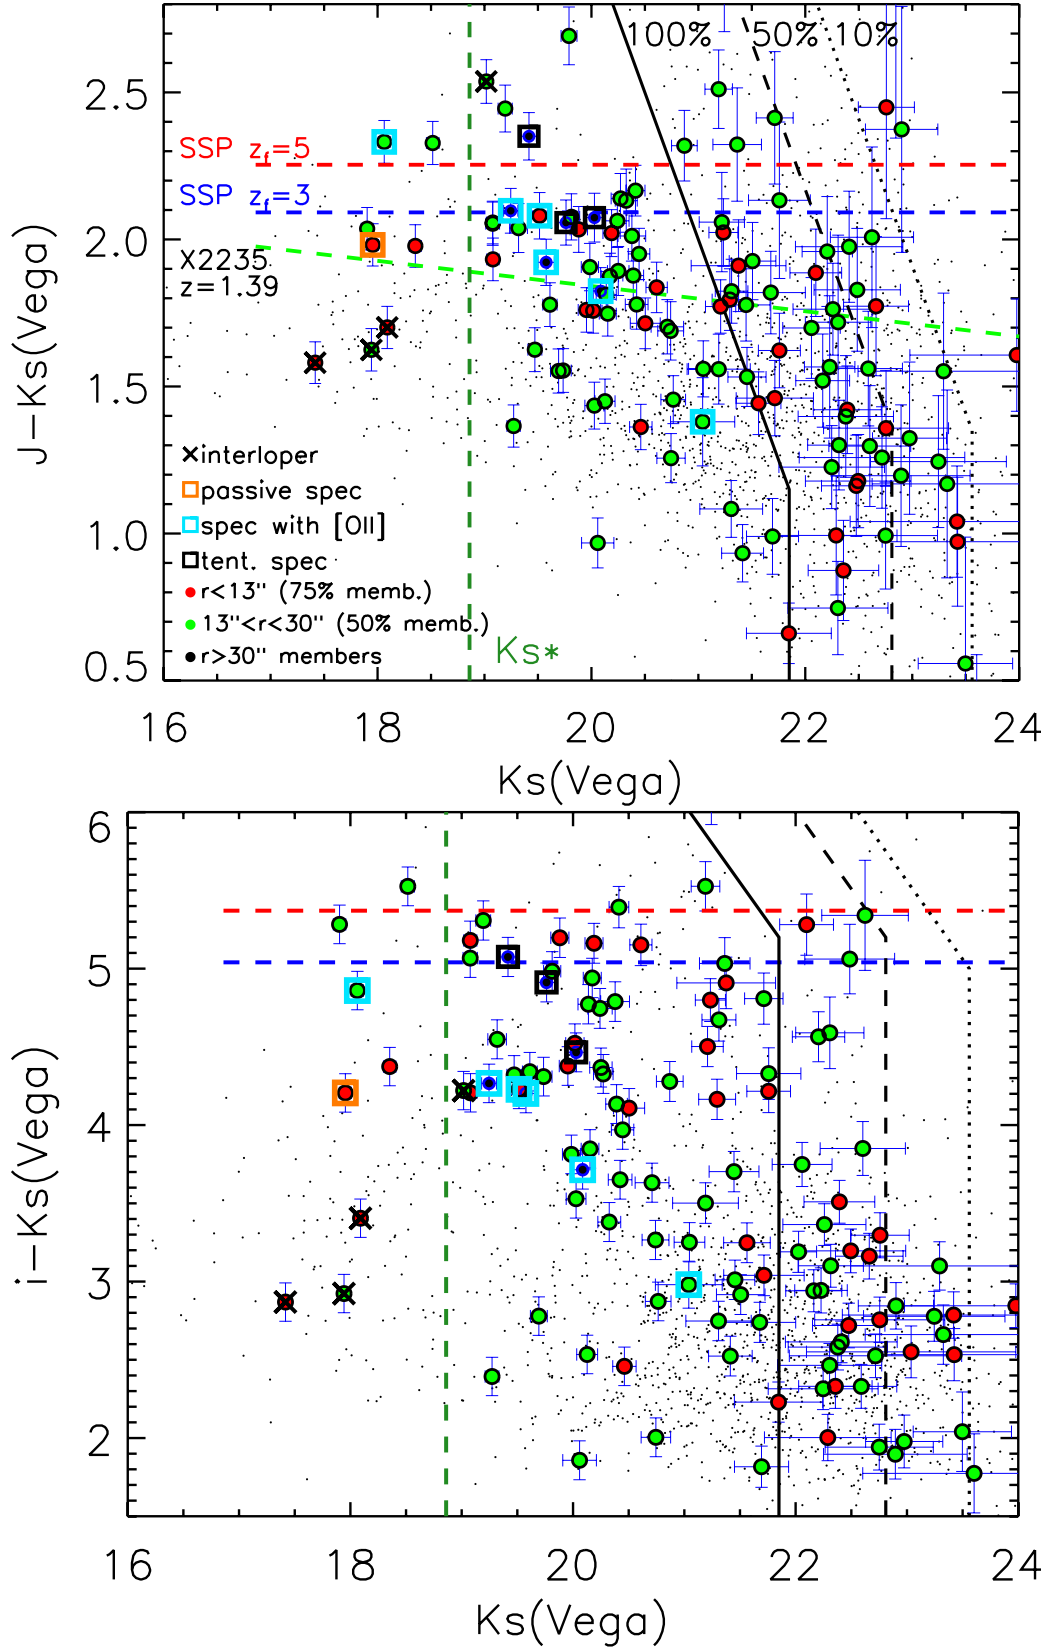 100% 50% 10%
2.5
SSP z_f=5
SSP z_f=3
2.0
X2235
z=1.39
J-Ks(Vega)
1.5
interloper
passive spec
spec with [OII]
1.0
tent. spec
r<13" (75% memb.)
13"<r<30" (50% memb.)
r>30" members
Ks*
0.5
16 18 20 22 24
Ks(Vega)
6
5
4
i-Ks(Vega)
3
2
16 18 20 22 24
Ks(Vega)